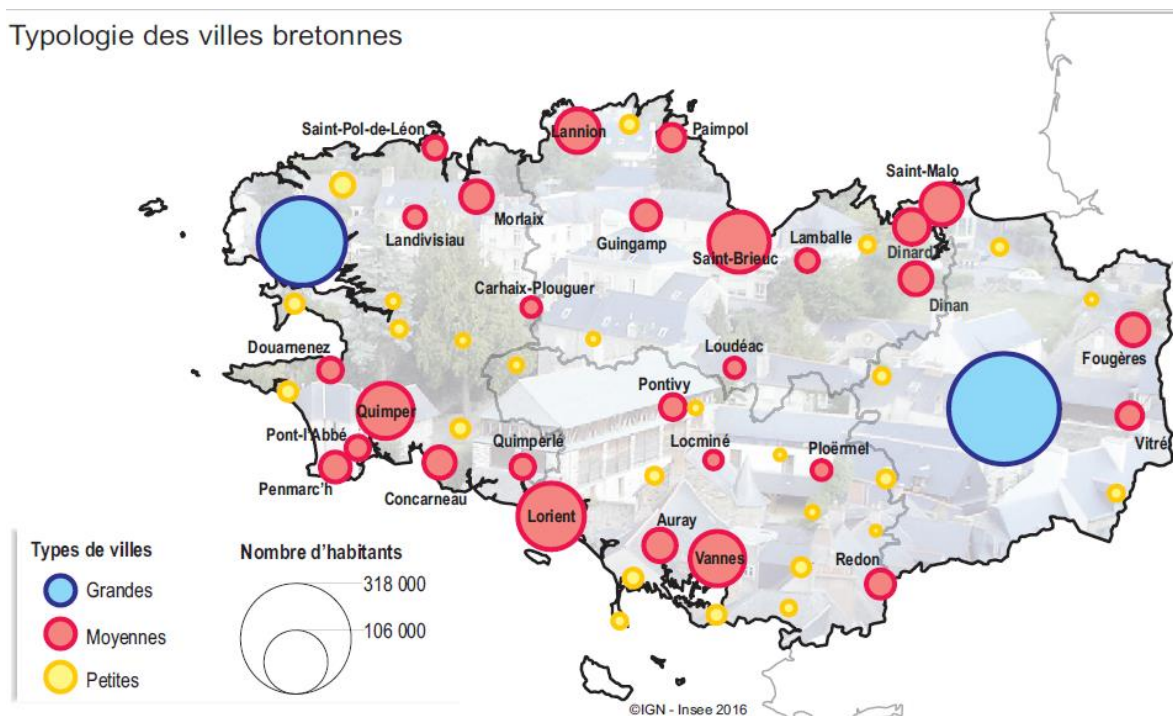 Typologie des villes bretonnes
Saint-Pol-de-Léon
Lannion
Paimpol
Saint-Malo
Morlaix
Landivisiau
Guingamp
Saint-Brieuc
Lamballe
Dinard
Dinan
Carhaix-Plouguer
Fougères
Douarnenez
Loudéac
Quimper
Pontivy
Pont-l'Abbé
Quimperlé
Locminé
Ploërmel
Vitré
Penmarc'h
Concarneau
Lorient
Auray
Vannes
Redon
Types de villes
Grandes
Moyennes
Petites
Nombre d'habitants
318 000
106 000
©IGN - Insee 2016